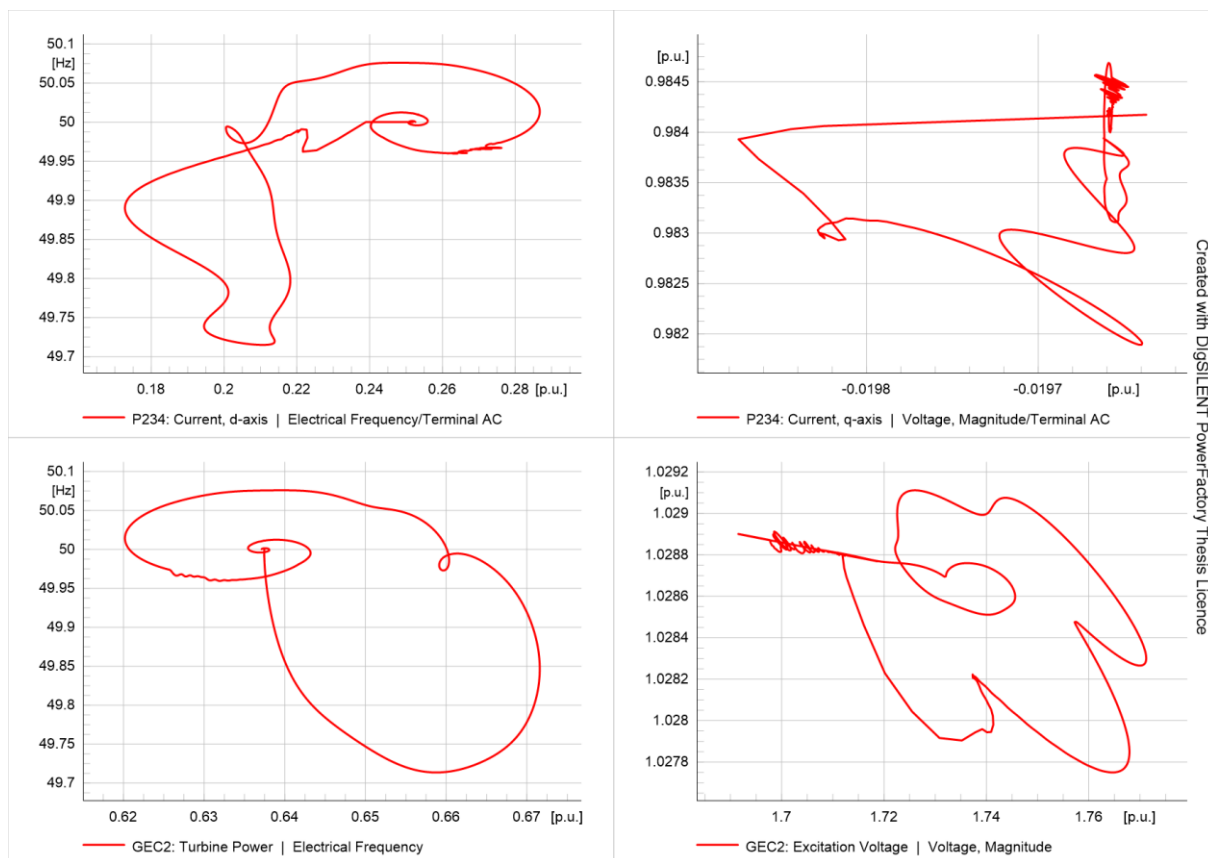 50.1
[Hz]
50.05
50
49.95
49.9
49.85
49.8
49.75
49.7
0.18 0.2 0.22 0.24 0.26 0.28 [p.u.]
P234: Current, d-axis | Electrical Frequency/Terminal AC
[p.u.]
0.9845
0.984
0.9835
0.983
0.9825
0.982
-0.0198 -0.0197 [p.u.]
P234: Current, q-axis | Voltage, Magnitude/Terminal AC
50.1
[Hz]
50.05
50
49.95
49.9
49.85
49.8
49.75
49.7
0.62 0.63 0.64 0.65 0.66 0.67 [p.u.]
GEC2: Turbine Power | Electrical Frequency
1.0292
[p.u.]
1.029
1.0288
1.0286
1.0284
1.0282
1.028
1.0278
1.7 1.72 1.74 1.76 [p.u.]
GEC2: Excitation Voltage | Voltage, Magnitude
Created with DIgSILENT PowerFactory Thesis Licence